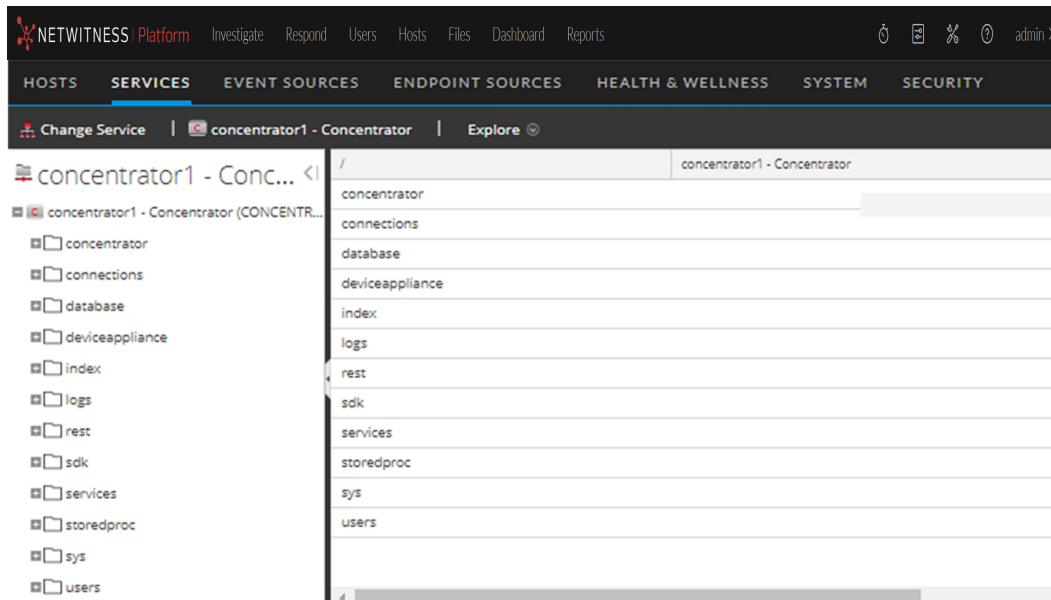 NETWITNESS Platform Investigate Respond Users Hosts Files Dashboard Reports admin
HOSTS SERVICES EVENT SOURCES ENDPOINT SOURCES HEALTH & WELLNESS SYSTEM SECURITY
Change Service | concentrator1 - Concentrator | Explore
concentrator1 - Conc...
concentrator1 - Concentrator (CONCENTR...
concentrator
connections
database
deviceappliance
index
logs
rest
sdk
services
storedproc
sys
users
/ concentrator1 - Concentrator
concentrator
connections
database
deviceappliance
index
logs
rest
sdk
services
storedproc
sys
users